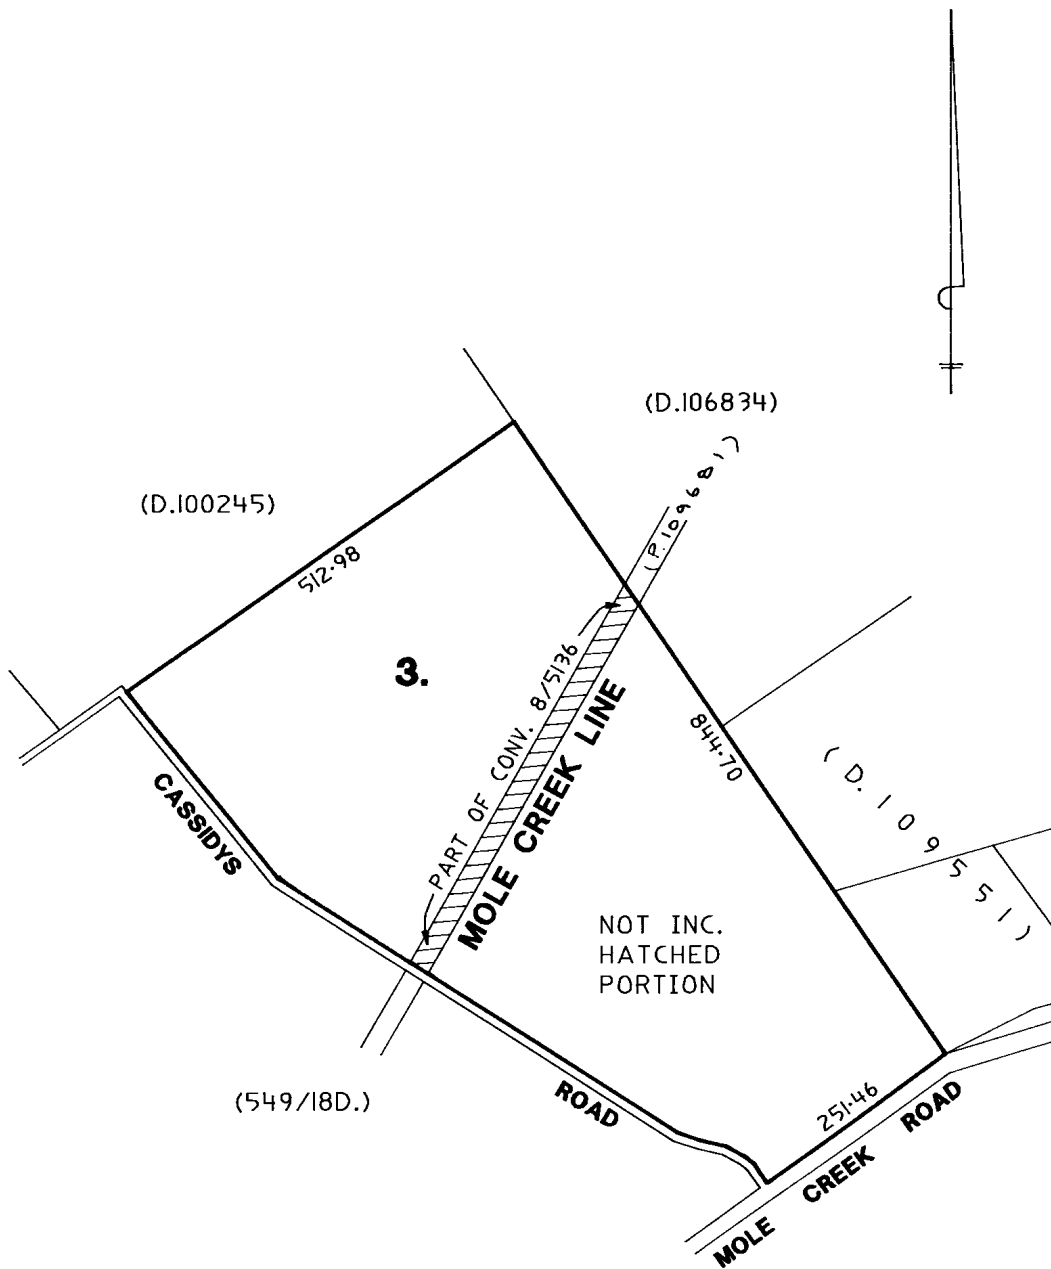 (D.106834)
(P.109681)
(D.100245)
512·98
3.
PART OF CONV. 8/5136
MOLE CREEK LINE
844·70
(D.109551)
CASSIDYS
ROAD
NOT INC.
HATCHED
PORTION
(549/18D.)
251·46
MOLE CREEK ROAD